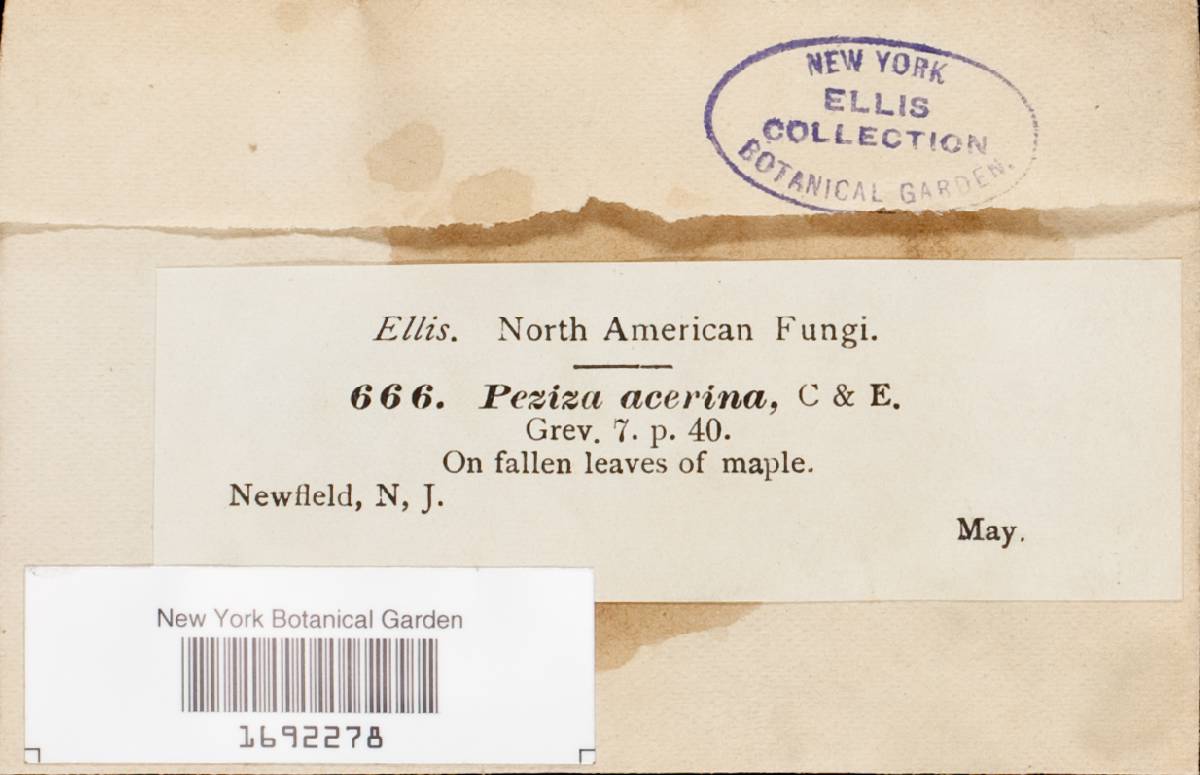 NEW YORK
ELLIS
COLLECTION
BOTANICAL GARDEN.
Ellis. North American Fungi.
666. Peziza acerina, C & E.
Grev. 7. p. 40.
On fallen leaves of maple.
Newfield, N, J.
May.
New York Botanical Garden
1692278